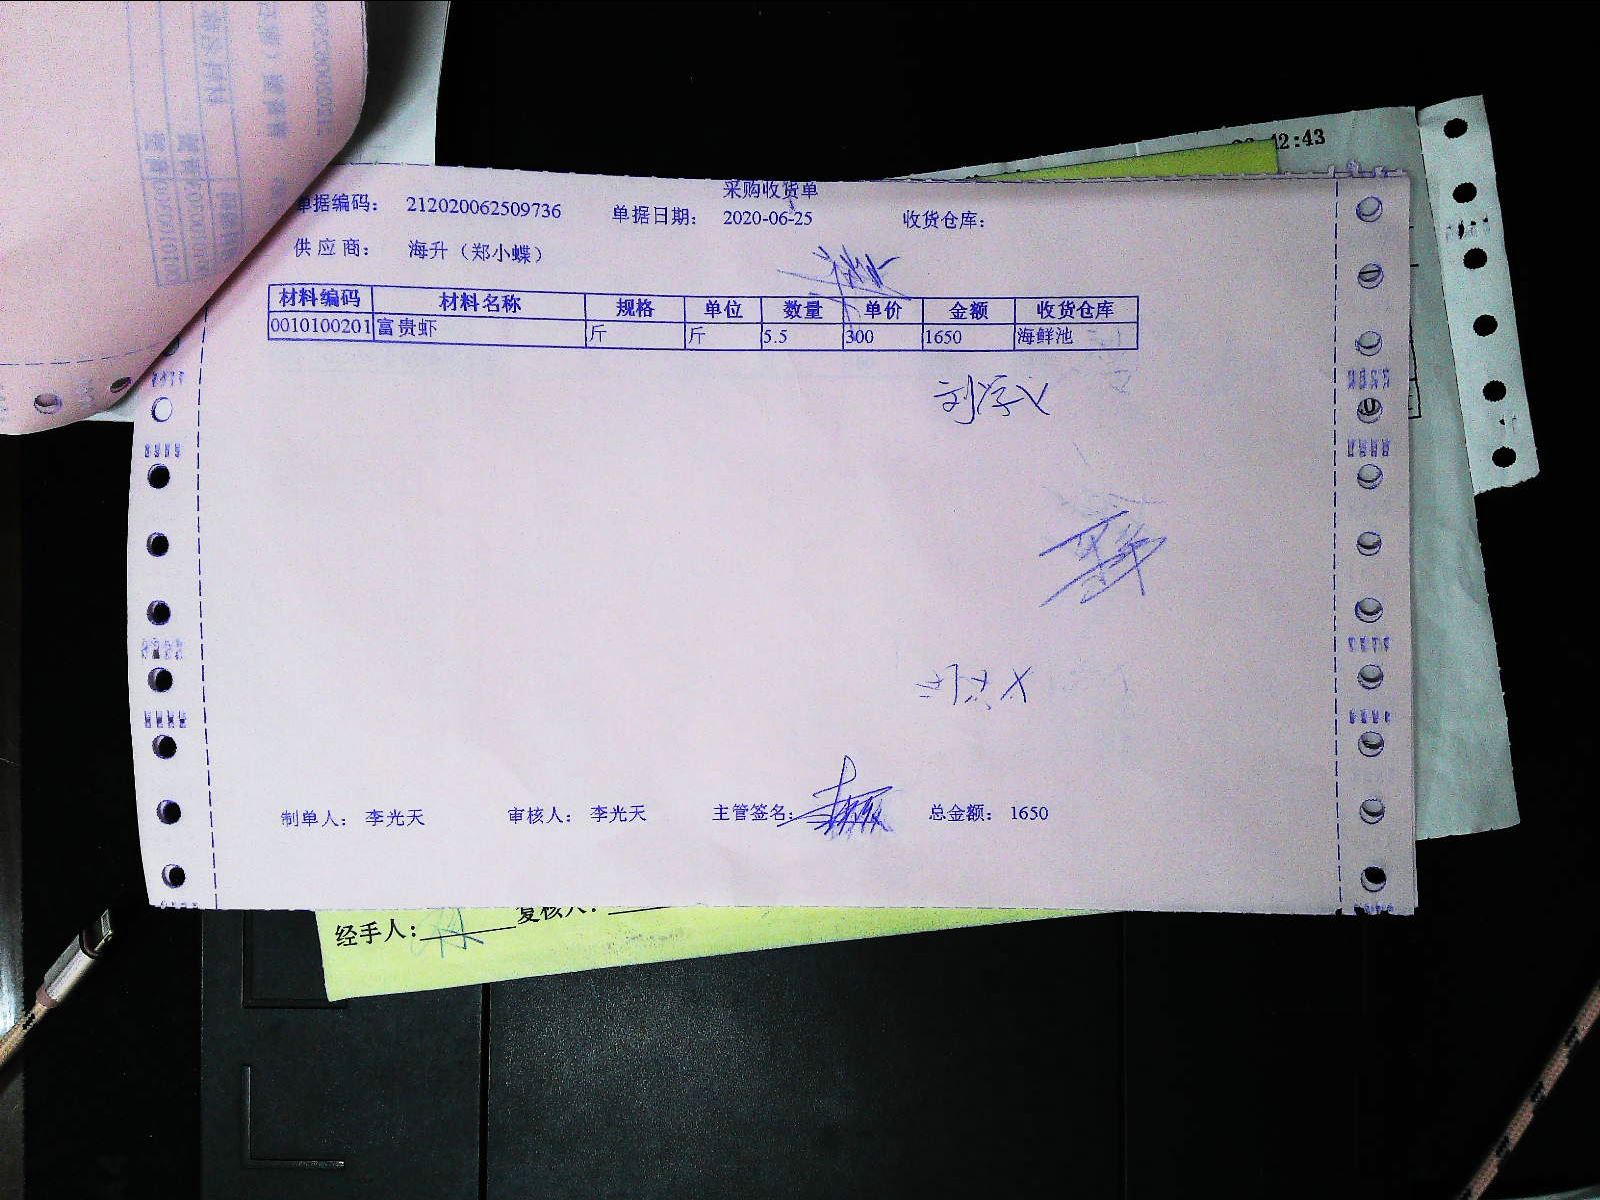 12:43
采购收货单
单据编码: 212020062509736 单据日期: 2020-06-25 收货仓库:
供应商: 海升（郑小蝶）
材料编码 材料名称 规格 单位 数量 单价 金额 收货仓库
0010100201 富贵虾 斤 斤 5.5 300 1650 海鲜池
制单人: 李光天 审核人: 李光天 主管签名: 总金额: 1650
经手人: 复核人: